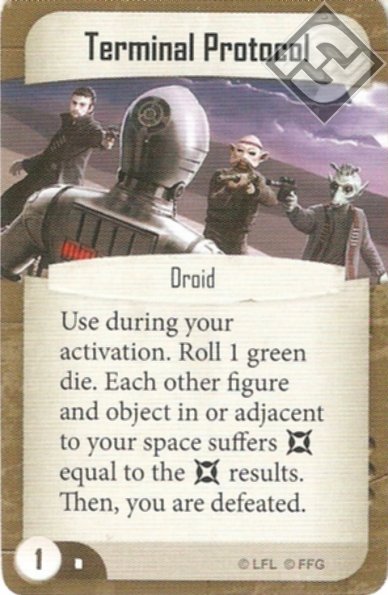 Terminal Protocol
Droid
Use during your
activation. Roll 1 green
die. Each other figure
and object in or adjacent
to your space suffers
equal to the results.
Then, you are defeated.
1
© LFL © FFG